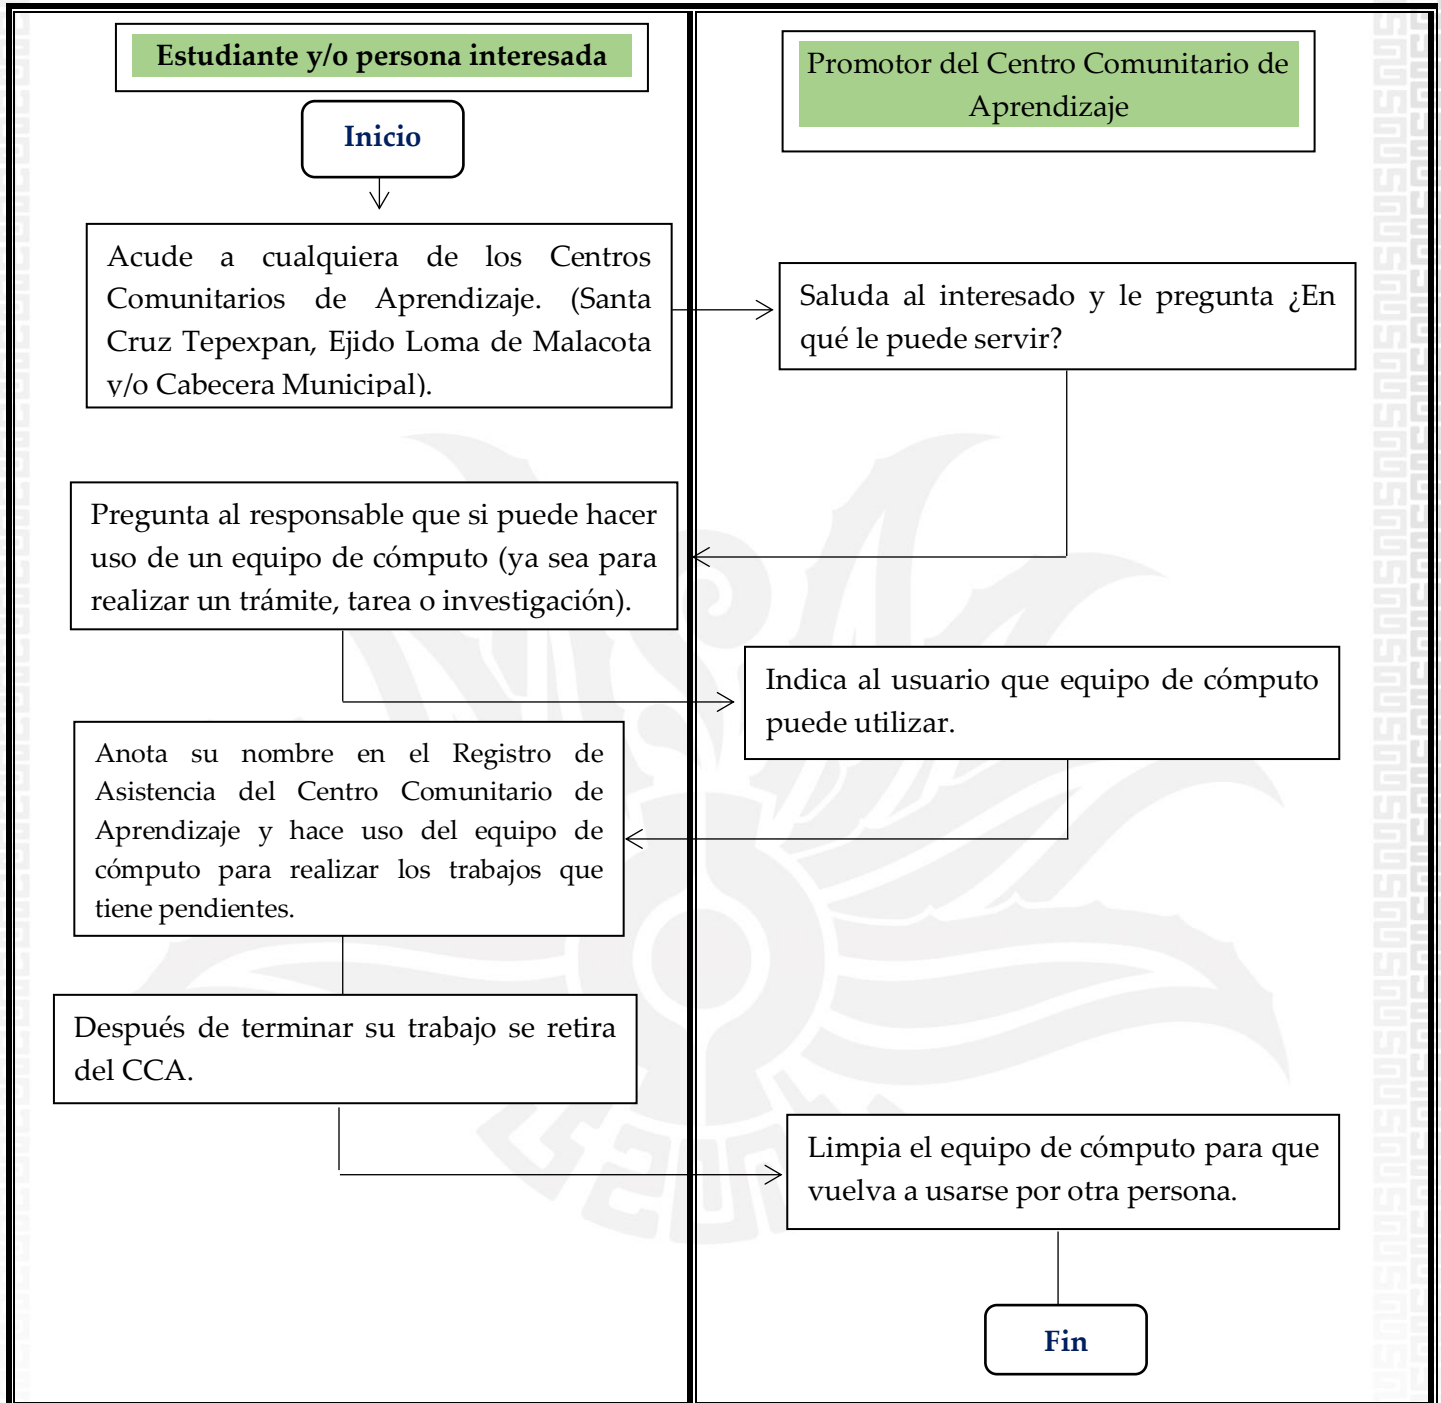 Estudiante y/o persona interesada
Promotor del Centro Comunitario de
Aprendizaje
Inicio
Acude a cualquiera de los Centros
Comunitarios de Aprendizaje. (Santa
Cruz Tepexpan, Ejido Loma de Malacota
y/o Cabecera Municipal).
Saluda al interesado y le pregunta ¿En
qué le puede servir?
Pregunta al responsable que si puede hacer
uso de un equipo de cómputo (ya sea para
realizar un trámite, tarea o investigación).
Indica al usuario que equipo de cómputo
puede utilizar.
Anota su nombre en el Registro de
Asistencia del Centro Comunitario de
Aprendizaje y hace uso del equipo de
cómputo para realizar los trabajos que
tiene pendientes.
Después de terminar su trabajo se retira
del CCA.
Limpia el equipo de cómputo para que
vuelva a usarse por otra persona.
Fin